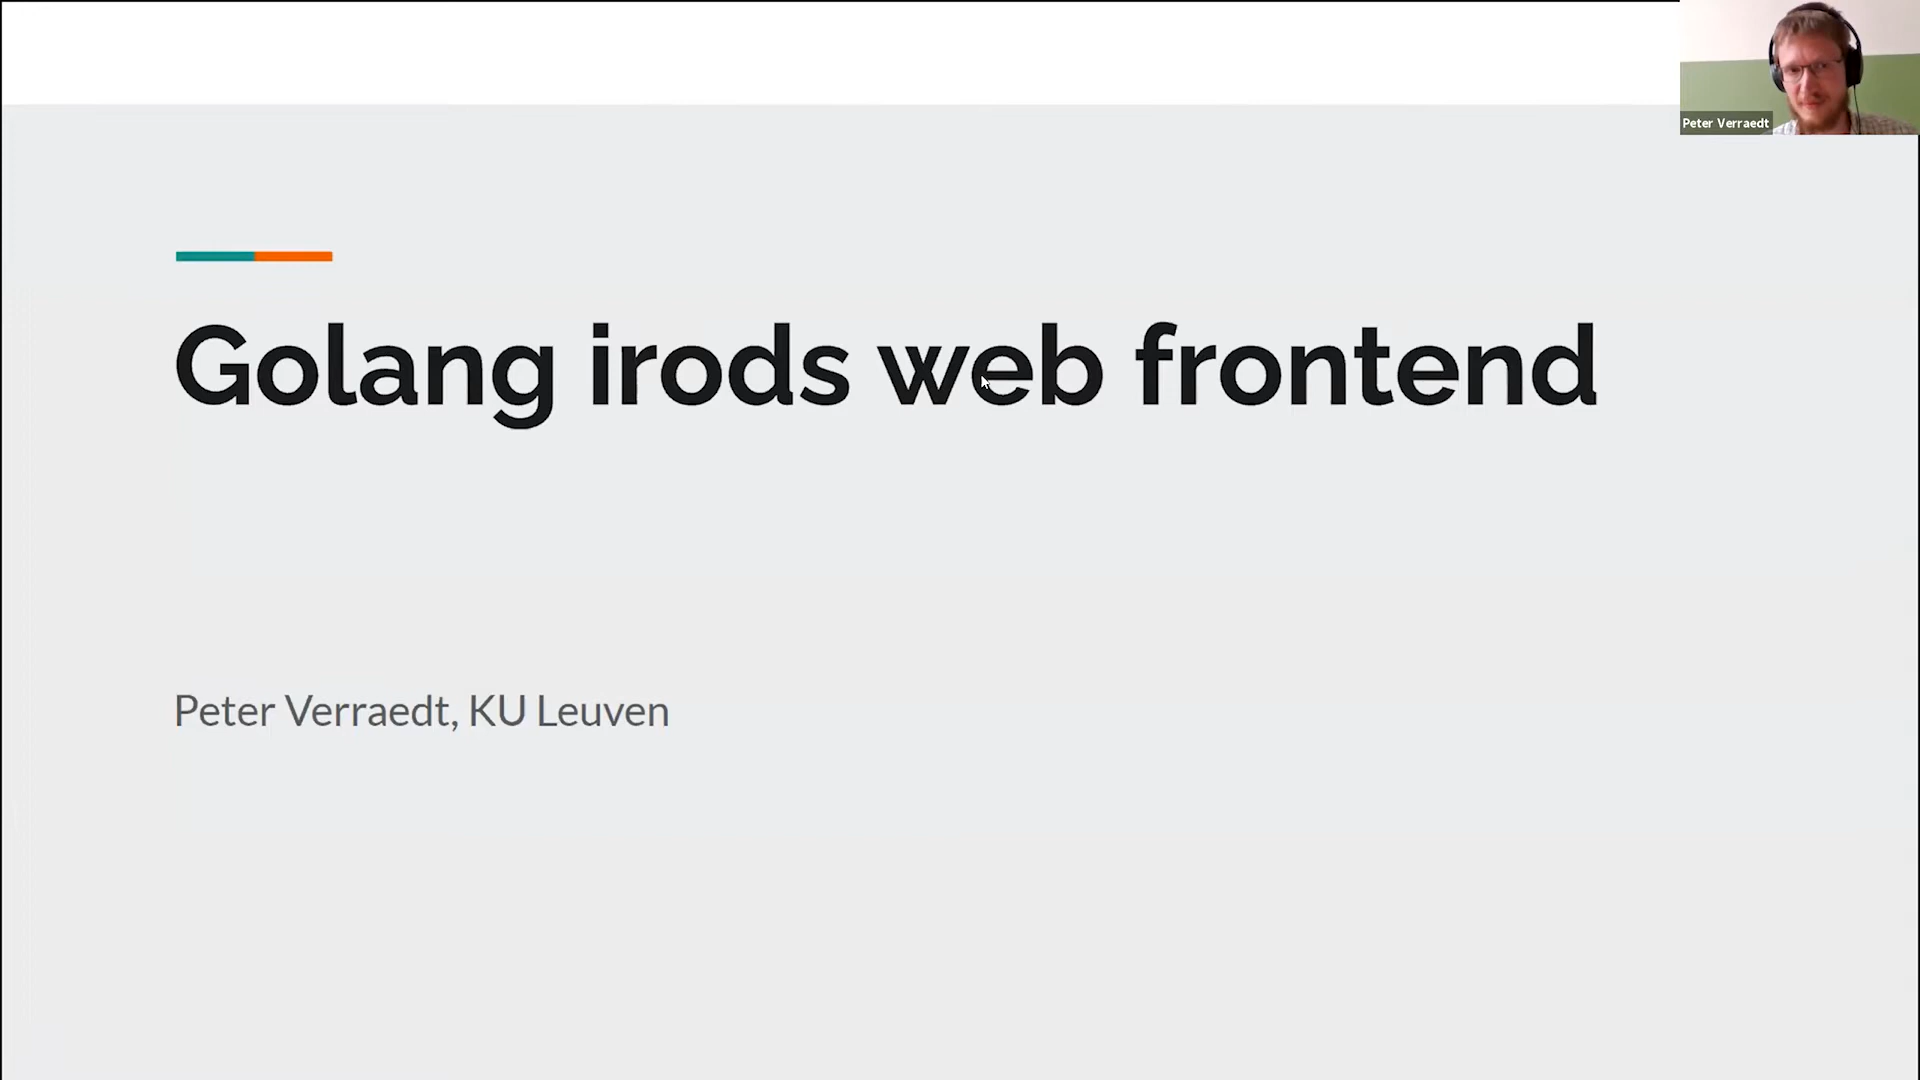 Peter Verraedt
Golang irods web frontend
Peter Verraedt, KU Leuven